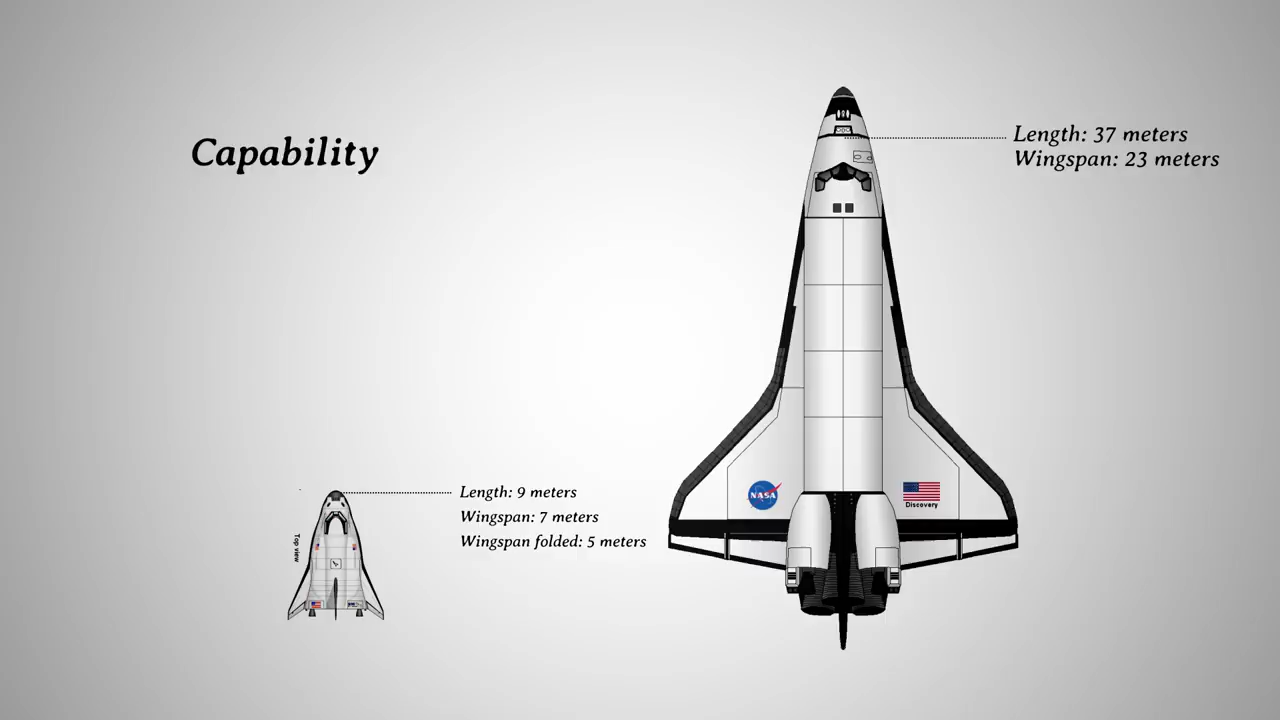 Capability
Length: 37 meters
Wingspan: 23 meters
NASA
Discovery
Length: 9 meters
Wingspan: 7 meters
Wingspan folded: 5 meters
Top view